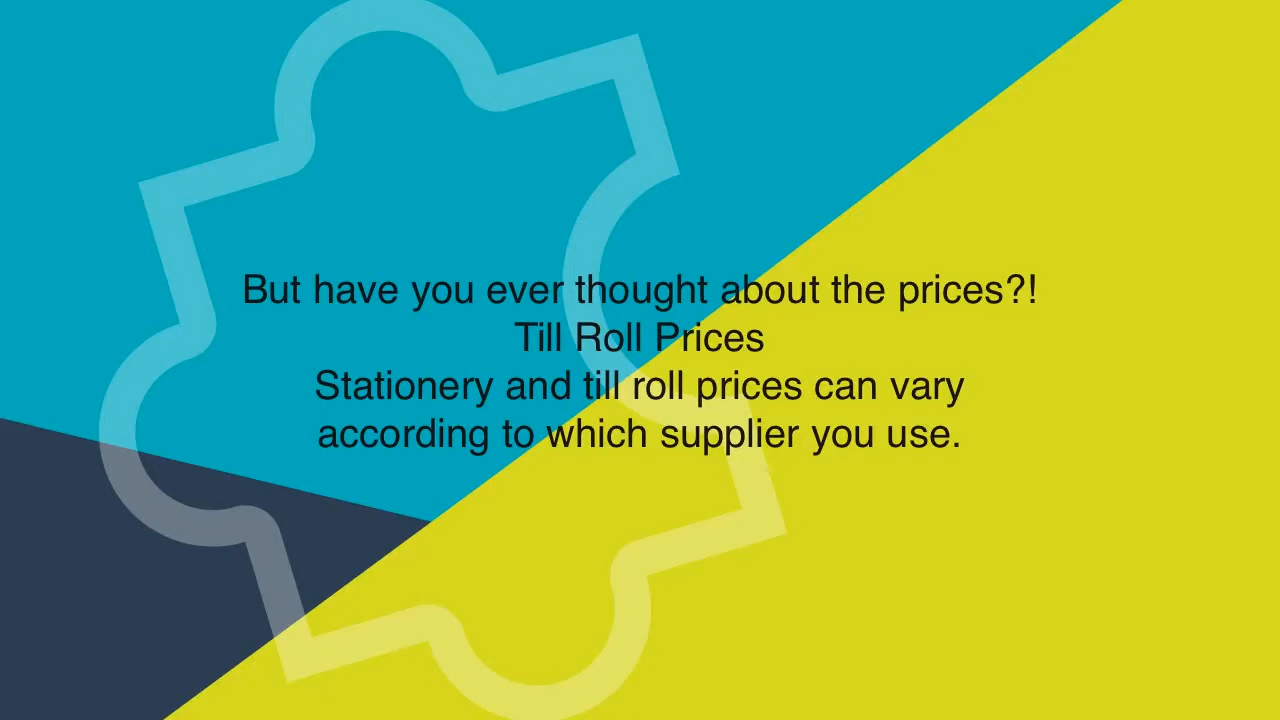 But have you ever thought about the prices?!
Till Roll Prices
Stationery and till roll prices can vary
according to which supplier you use.